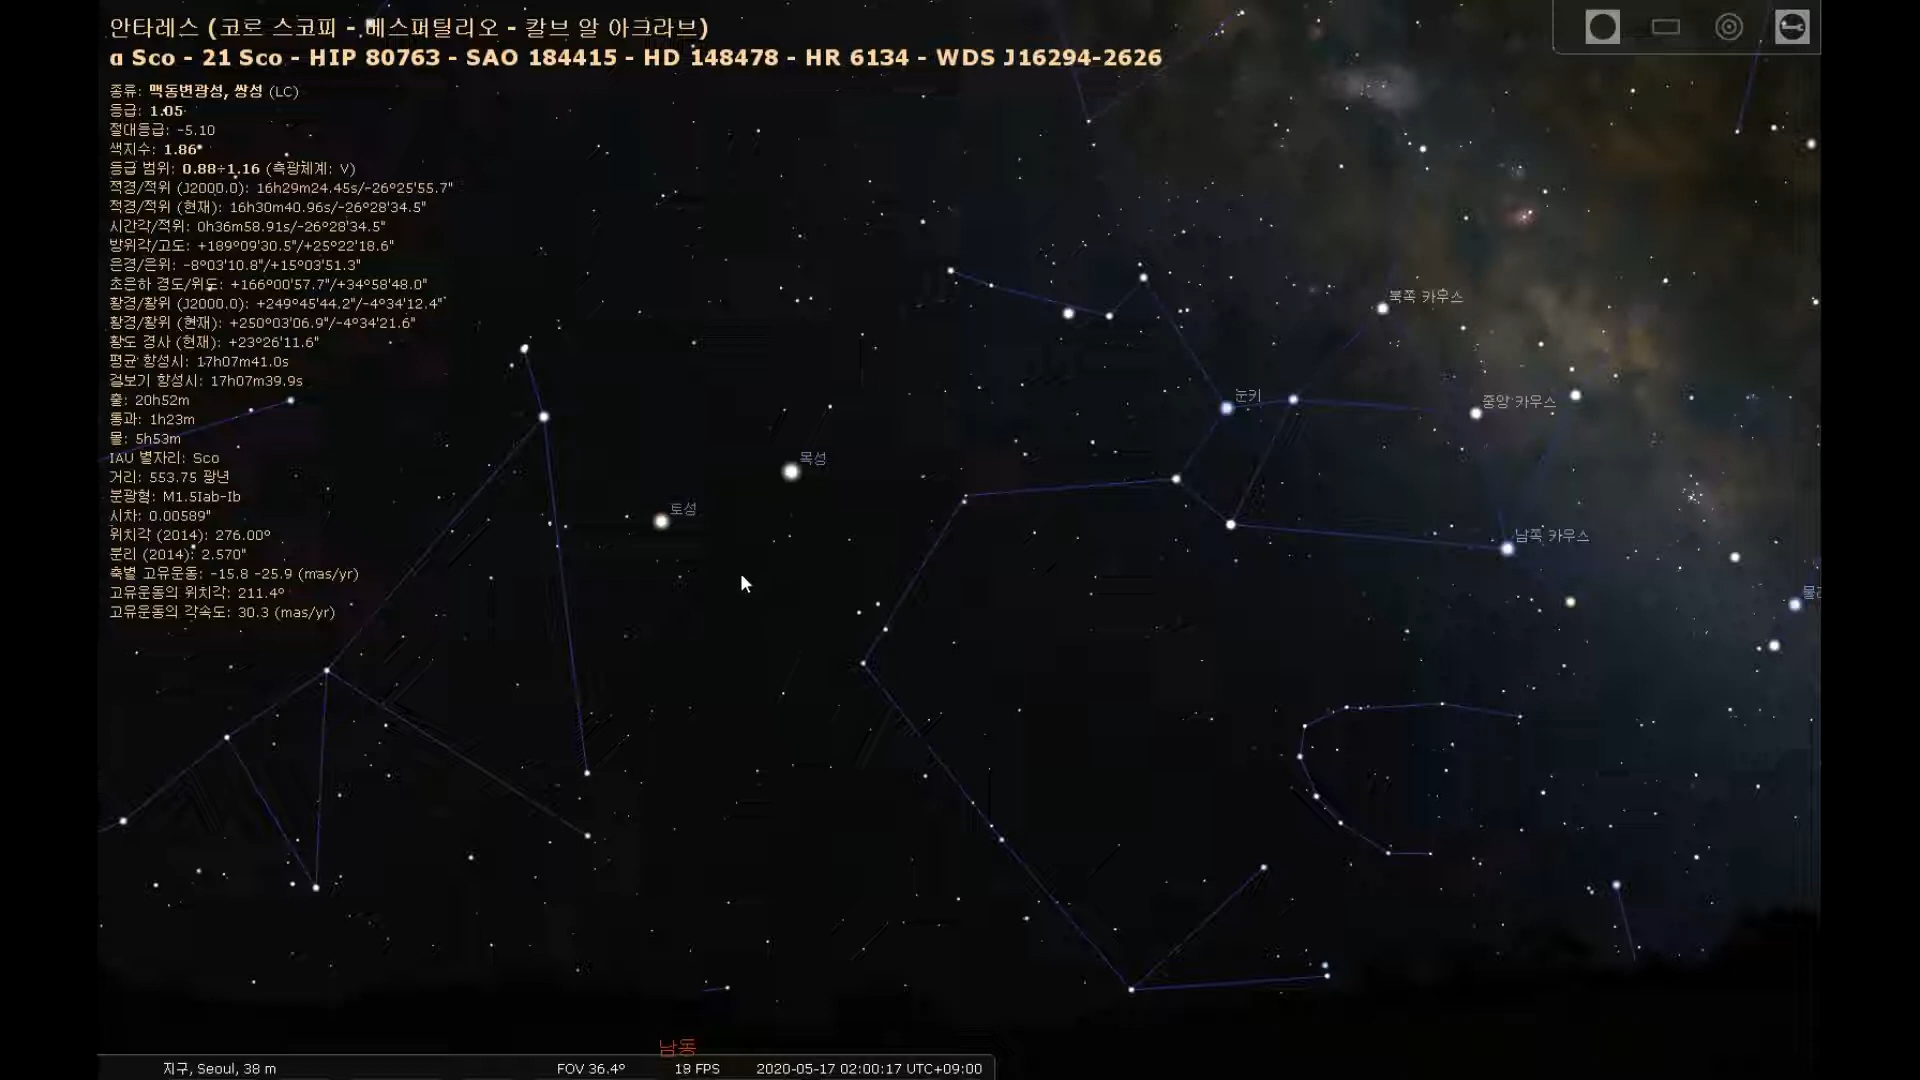 안타레스 (코로 스코피 - 베스퍼틸리오 - 칼브 알 아크라브)
α Sco - 21 Sco - HIP 80763 - SAO 184415 - HD 148478 - HR 6134 - WDS J16294-2626
종류: 맥동변광성, 쌍성 (LC)
등급: 1.05
절대등급: -5.10
색지수: 1.86
등급 범위: 0.88÷1.16 (측광체계: V)
적경/적위 (J2000.0): 16h29m24.45s/-26°25'55.7"
적경/적위 (현재): 16h30m40.96s/-26°28'34.5"
시간각/적위: 0h36m58.91s/-26°28'34.5"
방위각/고도: +189°09'30.5"/+25°22'18.6"
은경/은위: -8°03'10.8"/+15°03'51.3"
초은하 경도/위도: +166°00'57.7"/+34°58'48.0"
황경/황위 (J2000.0): +249°45'44.2"/-4°34'12.4"
황경/황위 (현재): +250°03'06.9"/-4°34'21.6"
황도 경사 (현재): +23°26'11.6"
평균 항성시: 17h07m41.0s
겉보기 항성시: 17h07m39.9s
출: 20h52m
통과: 1h23m
몰: 5h53m
IAU 별자리: Sco
거리: 553.75 광년
분광형: M1.5Iab-Ib
시차: 0.00589"
위치각 (2014): 276.00°
분리 (2014): 2.570"
축별 고유운동: -15.8 -25.9 (mas/yr)
고유운동의 위치각: 211.4°
고유운동의 각속도: 30.3 (mas/yr)
북쪽 카우스
눈키
중앙 카우스
목성
토성
남쪽 카우스
남동
지구, Seoul, 38 m
FOV 36.4°
18 FPS
2020-05-17 02:00:17 UTC+09:00